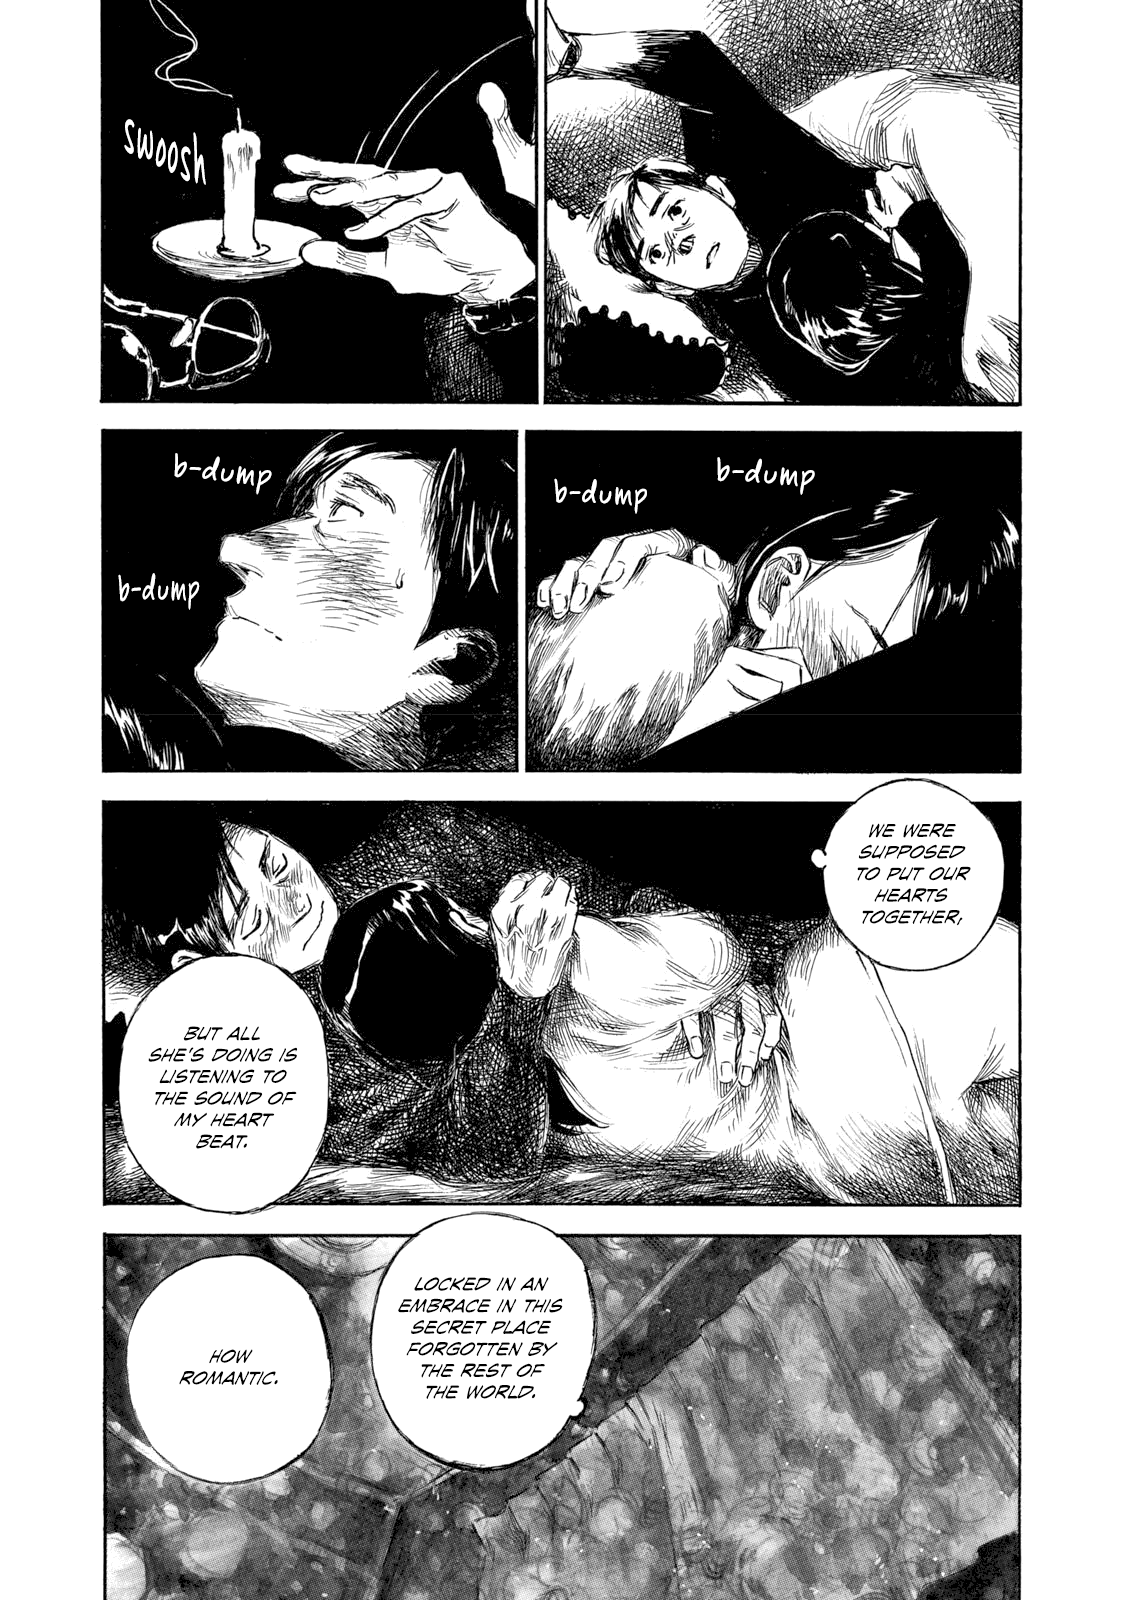 swoosh
b-dump
b-dump
b-dump
b-dump
WE WERE
SUPPOSED
TO PUT OUR
HEARTS
TOGETHER,
BUT ALL
SHE'S DOING IS
LISTENING TO
THE SOUND OF
MY HEART
BEAT.
LOCKED IN AN
EMBRACE IN THIS
SECRET PLACE
FORGOTTEN BY
THE REST OF
THE WORLD.
HOW
ROMANTIC.